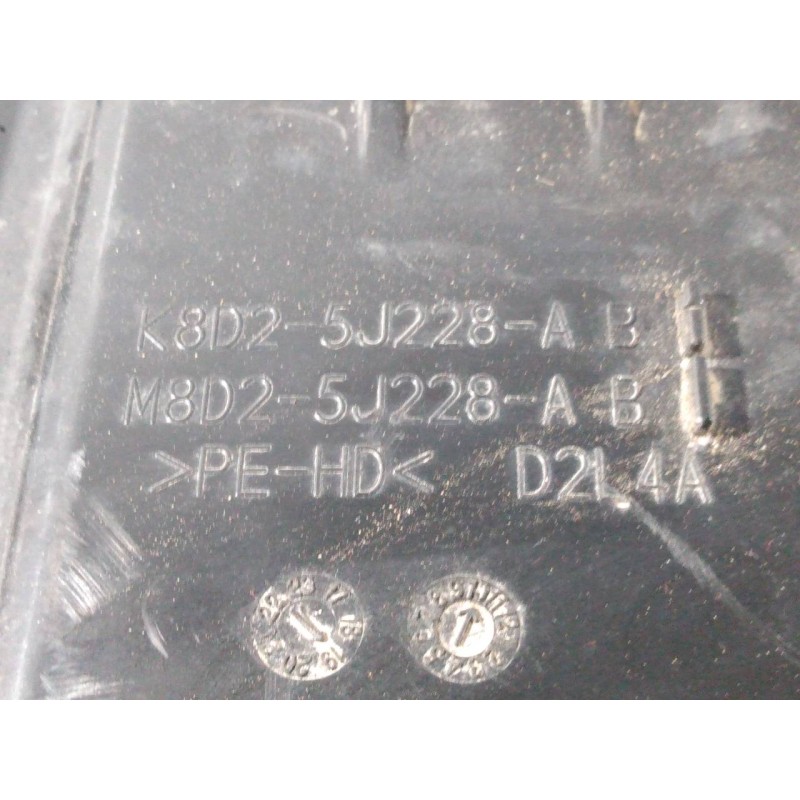 K8D2-5J228-A B
M8D2-5J228-A B
>PE-HD< D2L4A